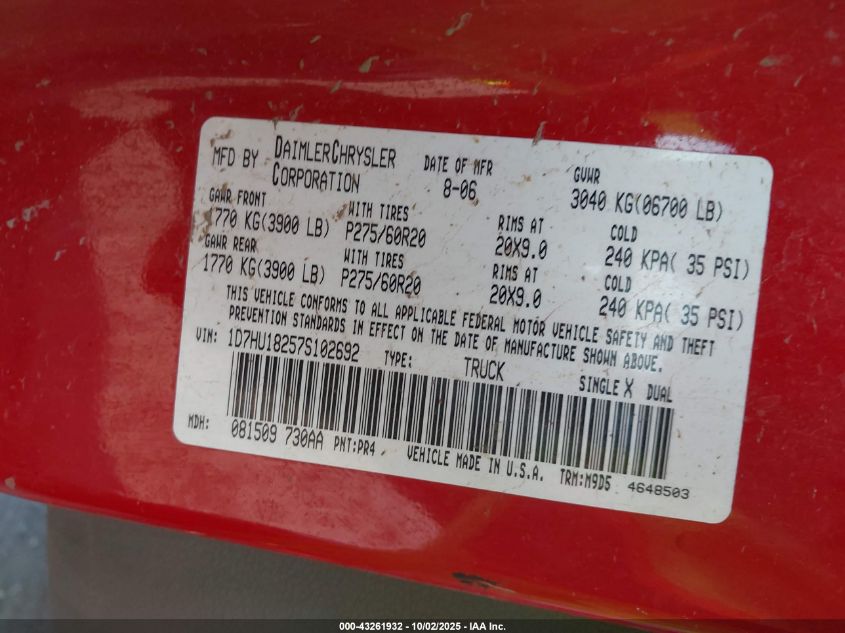 MFD BY DAIMLERCHRYSLER CORPORATION DATE OF MFR 8-06 GVWR 3040 KG(06700 LB)
GAWR FRONT WITH TIRES RIMS AT COLD
1770 KG(3900 LB) P275/60R20 20X9.0 240 KPA( 35 PSI)
GAWR REAR WITH TIRES RIMS AT COLD
1770 KG(3900 LB) P275/60R20 20X9.0 240 KPA( 35 PSI)
THIS VEHICLE CONFORMS TO ALL APPLICABLE FEDERAL MOTOR VEHICLE SAFETY AND THEFT
PREVENTION STANDARDS IN EFFECT ON THE DATE OF MANUFACTURE SHOWN ABOVE.
VIN: 1D7HU18257S102692 TYPE: TRUCK SINGLE X DUAL
MDH: 081509 730AA PNT:PR4 VEHICLE MADE IN U.S.A. TRM:M9D5 4648503
000-43261932 - 10/02/2025 - IAA Inc.